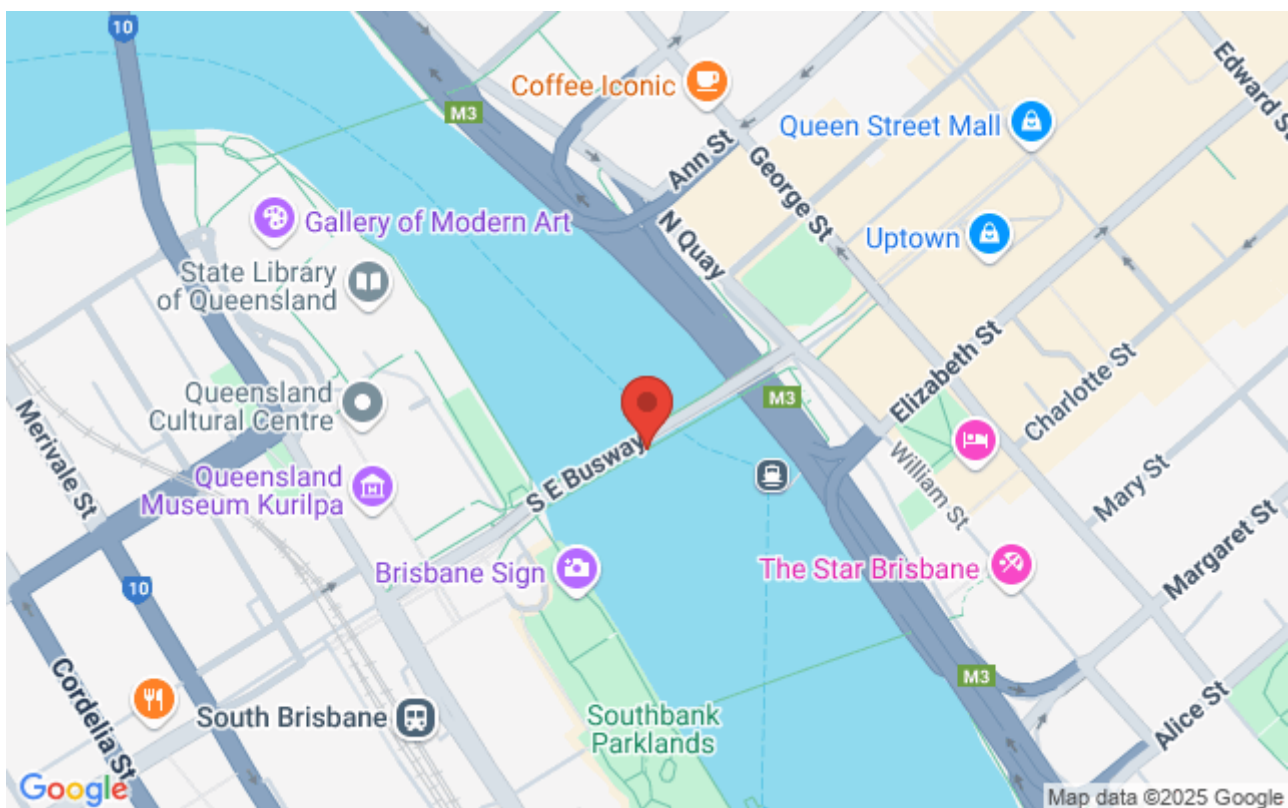 10
M3
Coffee Iconic
Queen Street Mall
Edward S
Ann St
George St
Gallery of Modern Art
N Quay
Uptown
State Library
of Queensland
Elizabeth St
Charlotte St
Queensland
Cultural Centre
M3
Merivale St
S E Busway
William St
Queensland
Museum Kurilpa
Mary St
Margaret St
Brisbane Sign
The Star Brisbane
10
M3
Cordelia St
South Brisbane
Southbank
Parklands
Alice St
Google
Map data ©2025 Google